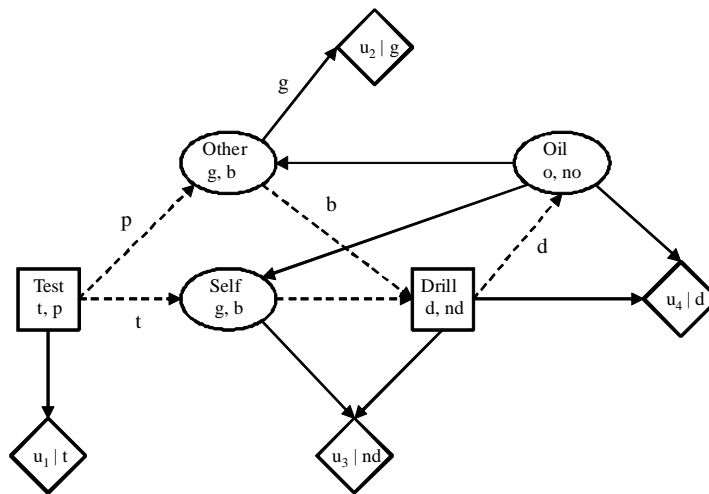 u₂ | g
g
Other
g, b
Oil
o, no
p
b
d
Test
t, p
t
Self
g, b
Drill
d, nd
u₄ | d
u₁ | t
u₃ | nd